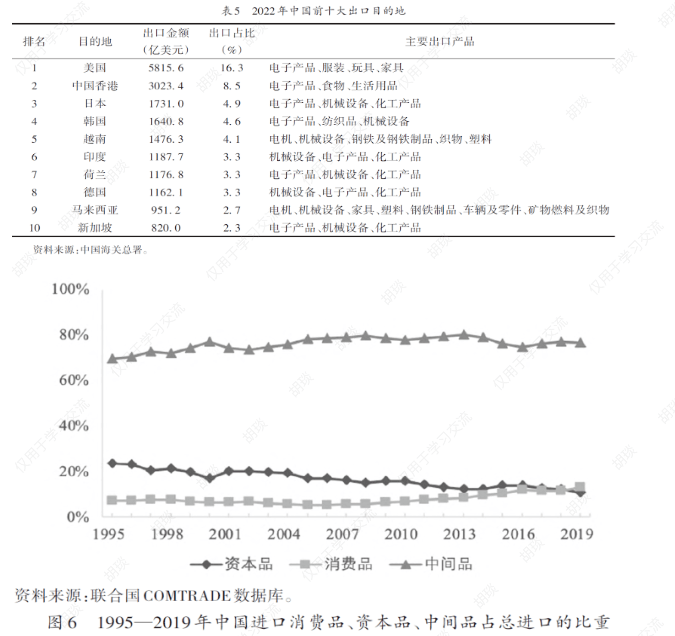 表5 2022年中国前十大出口目的地
排名 目的地 出口金额(亿美元) 出口占比(%) 主要出口产品
1 美国 5815.6 16.3 电子产品、服装、玩具、家具
2 中国香港 3023.4 8.5 电子产品、食物、生活用品
3 日本 1731.0 4.9 电子产品、机械设备、化工产品
4 韩国 1640.8 4.6 电子产品、纺织品、机械设备
5 越南 1476.3 4.1 电机、机械设备、钢铁及钢铁制品、织物、塑料
6 印度 1187.7 3.3 机械设备、电子产品、化工产品
7 荷兰 1176.8 3.3 电子产品、机械设备、化工产品
8 德国 1162.1 3.3 机械设备、电子产品、化工产品
9 马来西亚 951.2 2.7 电机、机械设备、家具、塑料、钢铁制品、车辆及零件、矿物燃料及织物
10 新加坡 820.0 2.3 电子产品、机械设备、化工产品
资料来源:中国海关总署。
100%
80%
60%
40%
20%
0%
1995 1998 2001 2004 2007 2010 2013 2016 2019
资本品 消费品 中间品
资料来源:联合国COMTRADE数据库。
图6 1995—2019年中国进口消费品、资本品、中间品占总进口的比重
仅用于学习交流
胡琰